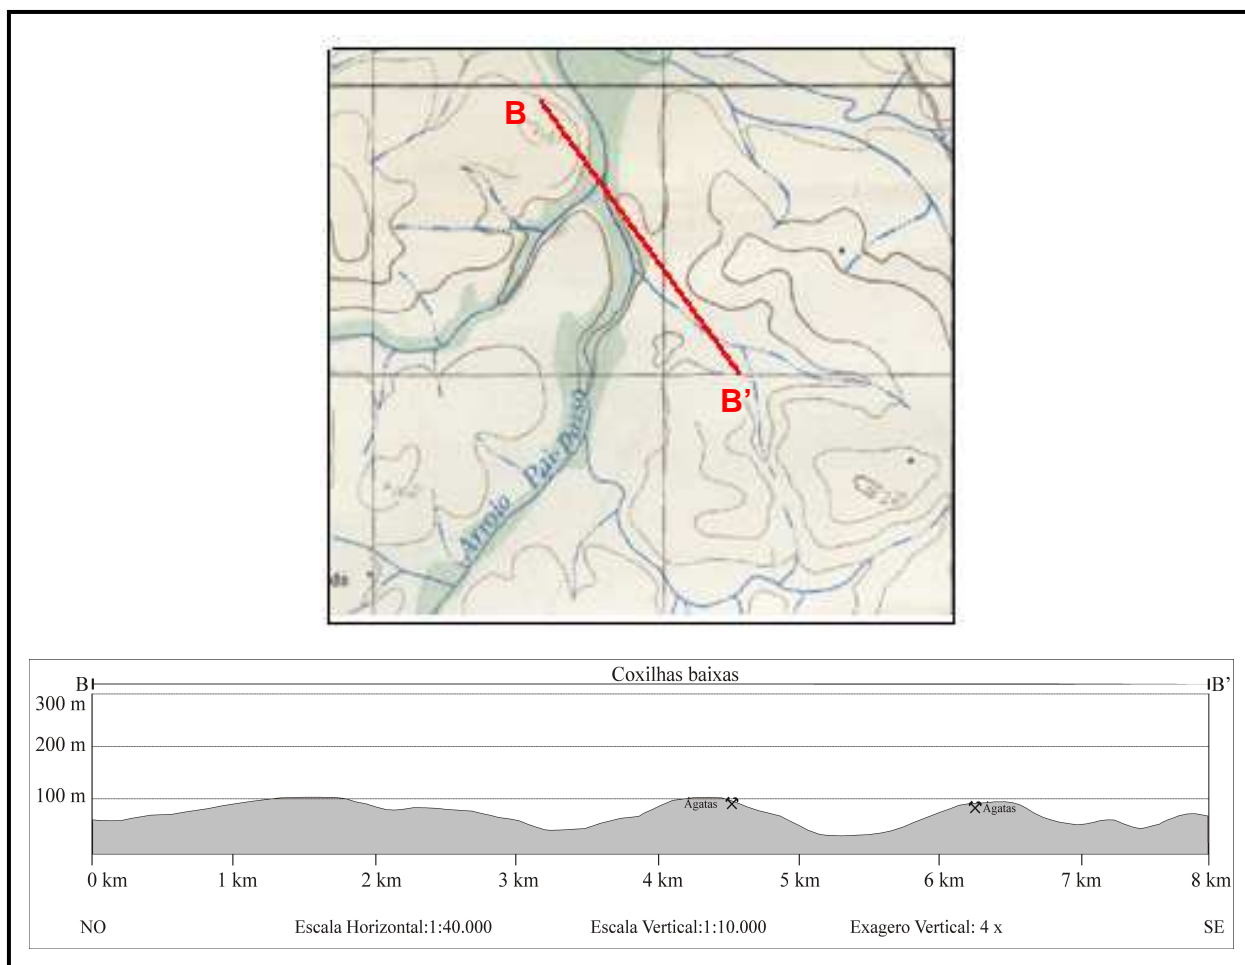 B
B’
Arroio Pai-Passo
Coxilhas baixas
B
B’
300 m
200 m
100 m
Ágatas
Ágatas
0 km
1 km
2 km
3 km
4 km
5 km
6 km
7 km
8 km
NO
Escala Horizontal:1:40.000
Escala Vertical:1:10.000
Exagero Vertical: 4 x
SE